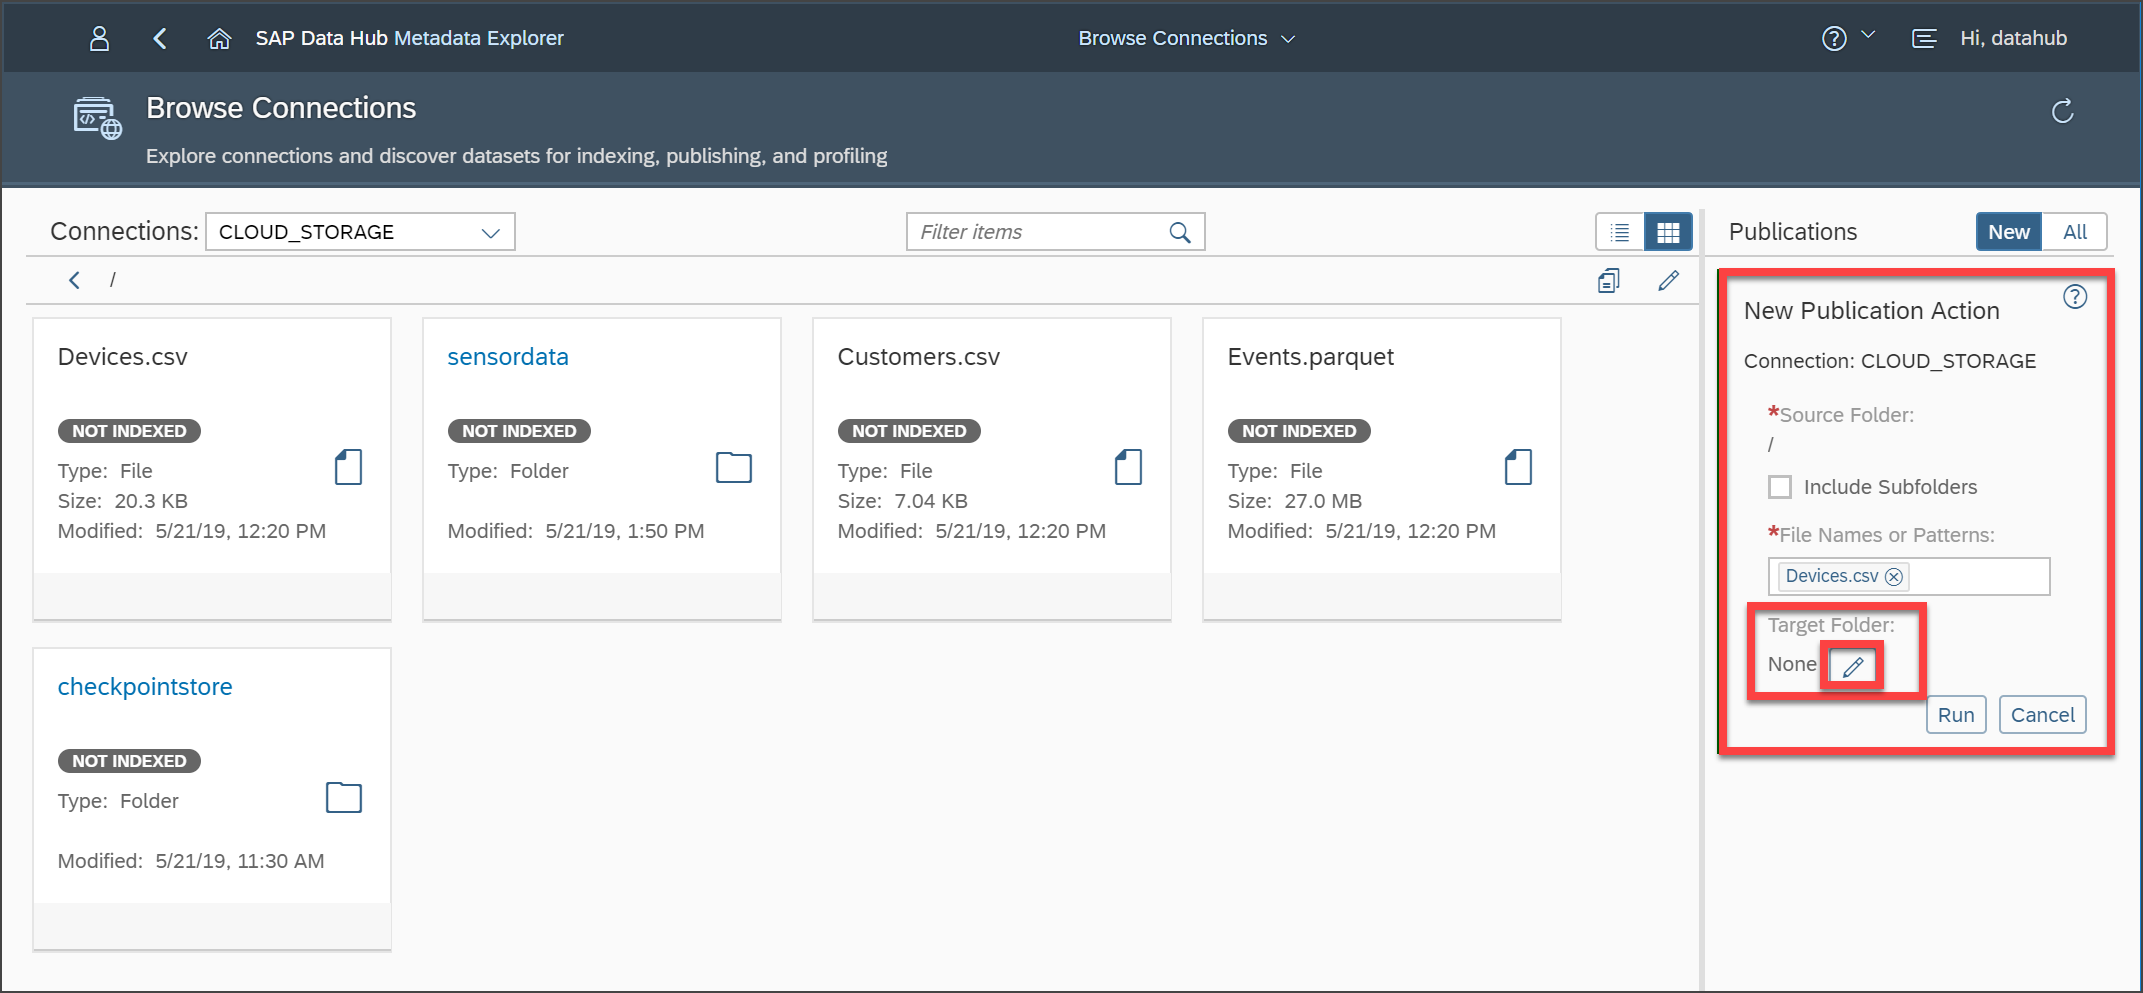 SAP Data Hub Metadata Explorer
Browse Connections
Hi, datahub
Browse Connections
Explore connections and discover datasets for indexing, publishing, and profiling
Connections: CLOUD_STORAGE
Filter items
/
Devices.csv
NOT INDEXED
Type: File
Size: 20.3 KB
Modified: 5/21/19, 12:20 PM
sensordata
NOT INDEXED
Type: Folder
Modified: 5/21/19, 1:50 PM
Customers.csv
NOT INDEXED
Type: File
Size: 7.04 KB
Modified: 5/21/19, 12:20 PM
Events.parquet
NOT INDEXED
Type: File
Size: 27.0 MB
Modified: 5/21/19, 12:20 PM
checkpointstore
NOT INDEXED
Type: Folder
Modified: 5/21/19, 11:30 AM
Publications
New
All
New Publication Action
Connection: CLOUD_STORAGE
*Source Folder:
/
Include Subfolders
*File Names or Patterns:
Devices.csv
Target Folder:
None
Run
Cancel